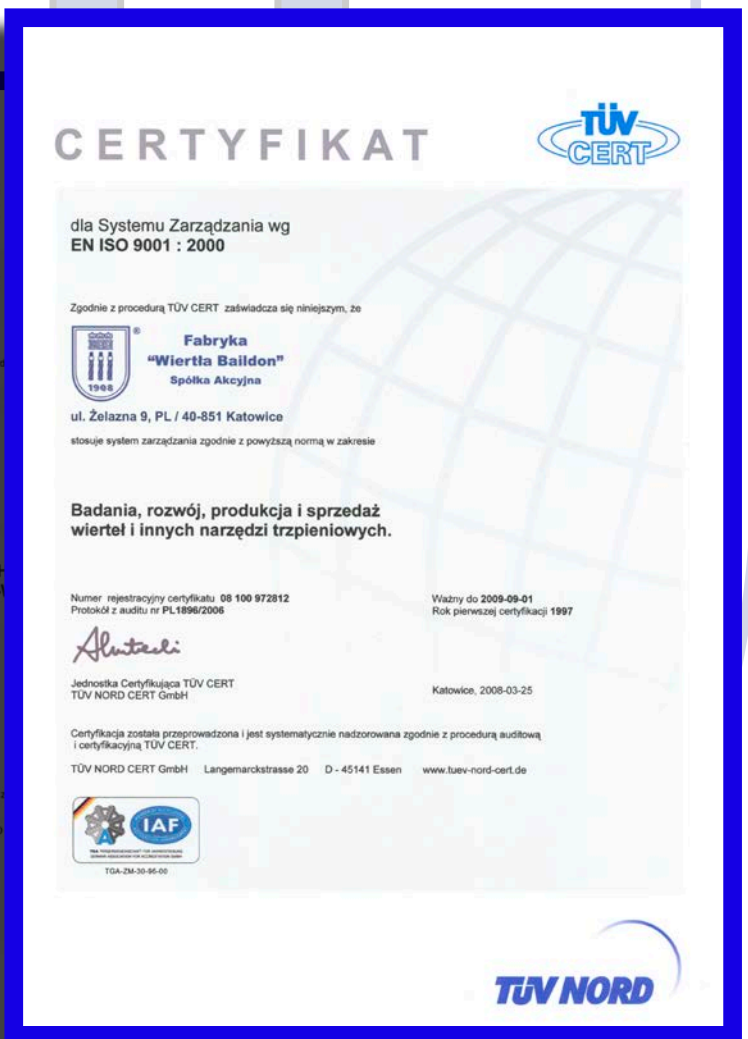 CERTYFIKAT
TÜV
CERT
dla Systemu Zarządzania wg
EN ISO 9001 : 2000
Zgodnie z procedurą TÜV CERT zaświadcza się niniejszym, że
®
BAILDON
1908
Fabryka
“Wiertła Baildon”
Spółka Akcyjna
ul. Żelazna 9, PL / 40-851 Katowice
stosuje system zarządzania zgodnie z powyższą normą w zakresie
Badania, rozwój, produkcja i sprzedaż
wierteł i innych narzędzi trzpieniowych.
Numer rejestracyjny certyfikatu 08 100 972812
Protokół z auditu nr PL1896/2006
Ważny do 2009-09-01
Rok pierwszej certyfikacji 1997
Jednostka Certyfikująca TÜV CERT
TÜV NORD CERT GmbH
Katowice, 2008-03-25
Certyfikacja została przeprowadzona i jest systematycznie nadzorowana zgodnie z procedurą auditową
i certyfikacyjną TÜV CERT.
TÜV NORD CERT GmbH Langemarckstrasse 20 D - 45141 Essen www.tuev-nord-cert.de
IAF
TGA-ZM-30-96-00
TÜV NORD